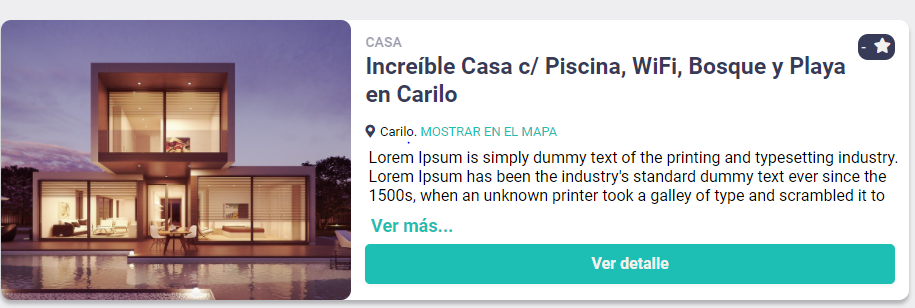 CASA
-
Increíble Casa c/ Piscina, WiFi, Bosque y Playa
en Carilo
Carilo. MOSTRAR EN EL MAPA
Lorem Ipsum is simply dummy text of the printing and typesetting industry.
Lorem Ipsum has been the industry's standard dummy text ever since the
1500s, when an unknown printer took a galley of type and scrambled it to
Ver más...
Ver detalle